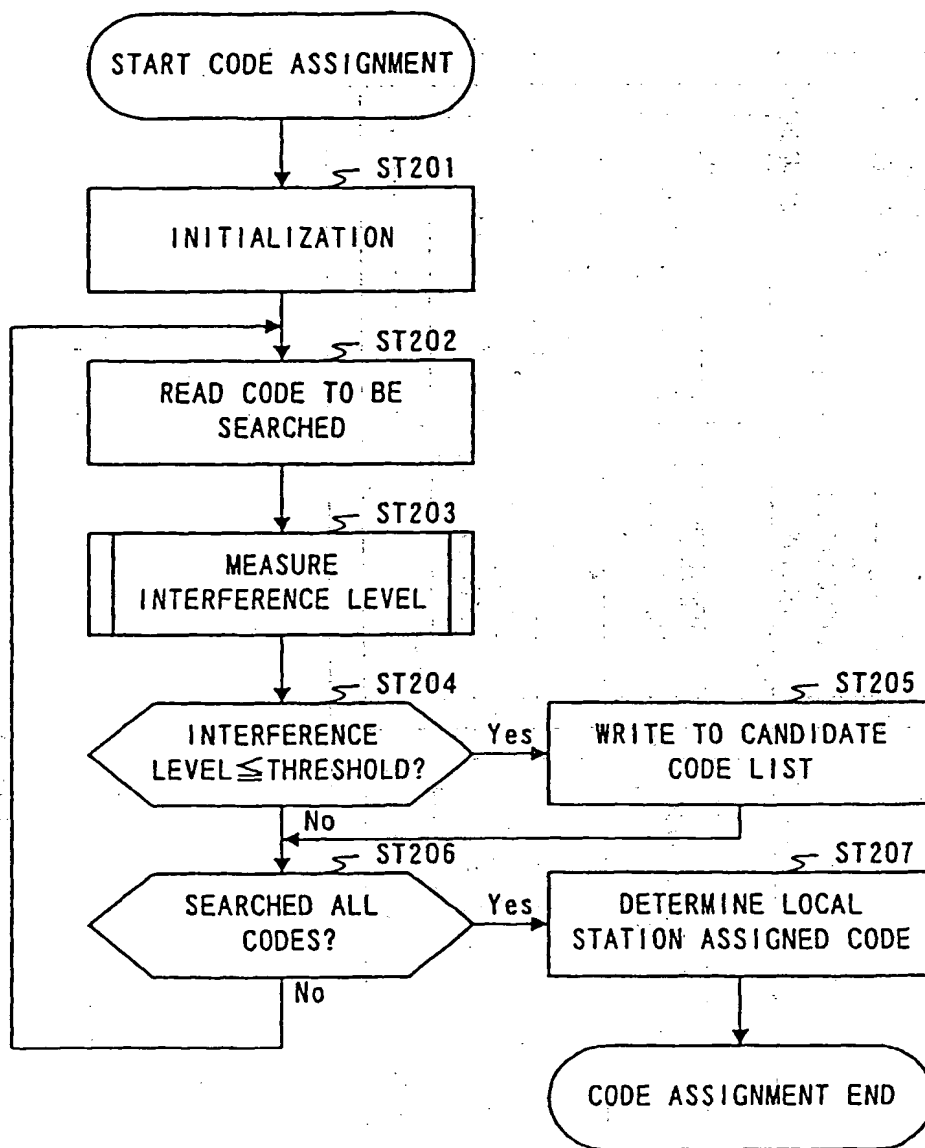 START CODE ASSIGNMENT
ST201
INITIALIZATION
ST202
READ CODE TO BE
SEARCHED
ST203
MEASURE
INTERFERENCE LEVEL
ST204
INTERFERENCE
LEVEL≦THRESHOLD?
Yes
ST205
WRITE TO CANDIDATE
CODE LIST
No
ST206
SEARCHED ALL
CODES?
Yes
ST207
DETERMINE LOCAL
STATION ASSIGNED CODE
No
CODE ASSIGNMENT END